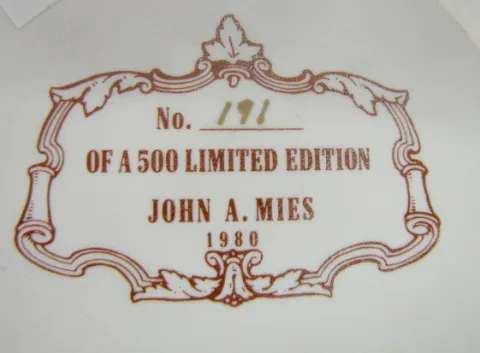 No. 191
OF A 500 LIMITED EDITION
JOHN A. MIES
1980